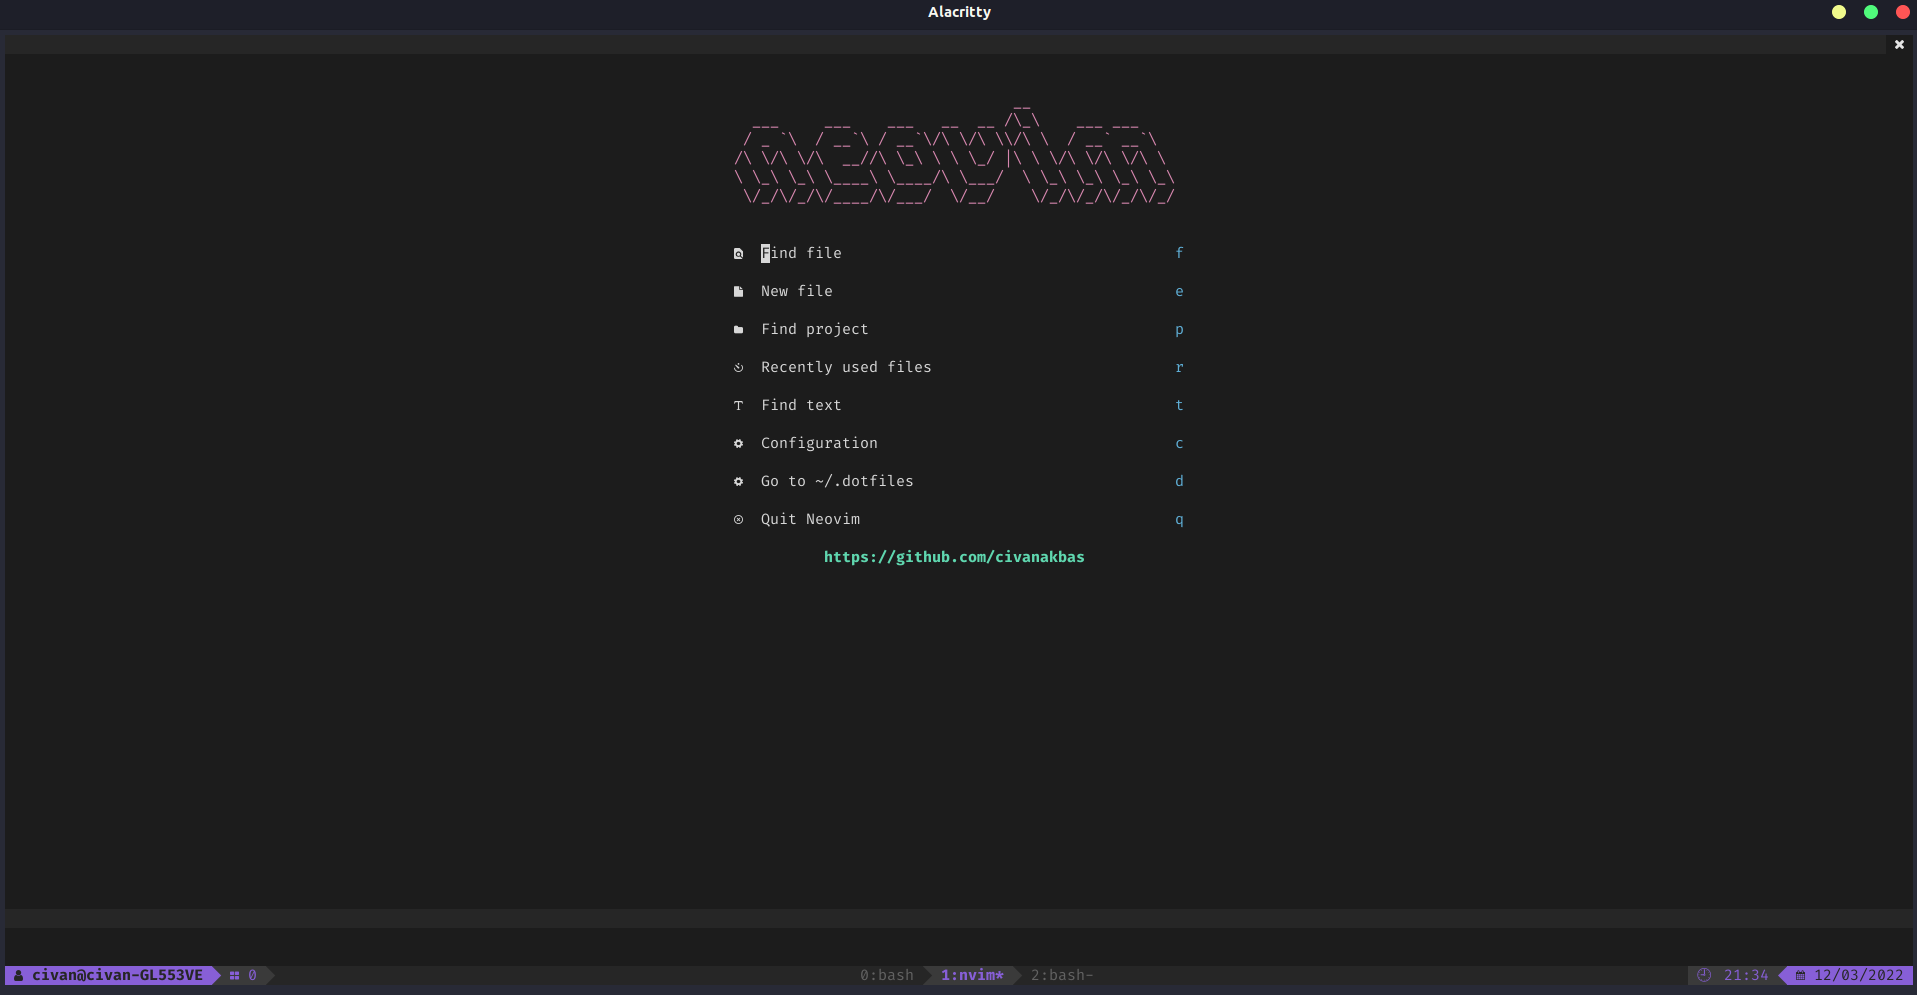 Alacritty
neovim
Find file f
New file e
Find project p
Recently used files r
Find text t
Configuration c
Go to ~/.dotfiles d
Quit Neovim q
https://github.com/civanakbas
civan@civan-GL553VE 0 0:bash 1:nvim* 2:bash- 21:34 12/03/2022